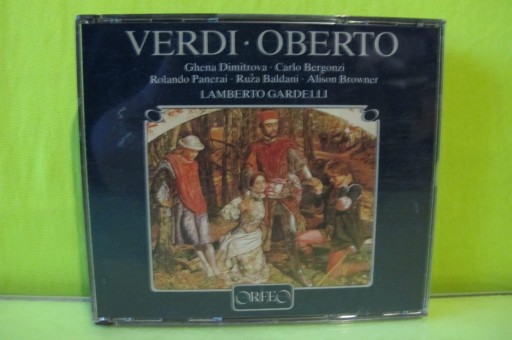 VERDI · OBERTO
Ghena Dimitrova · Carlo Bergonzi
Rolando Panerai · Ruža Baldani · Alison Browner
LAMBERTO GARDELLI
ORFEO